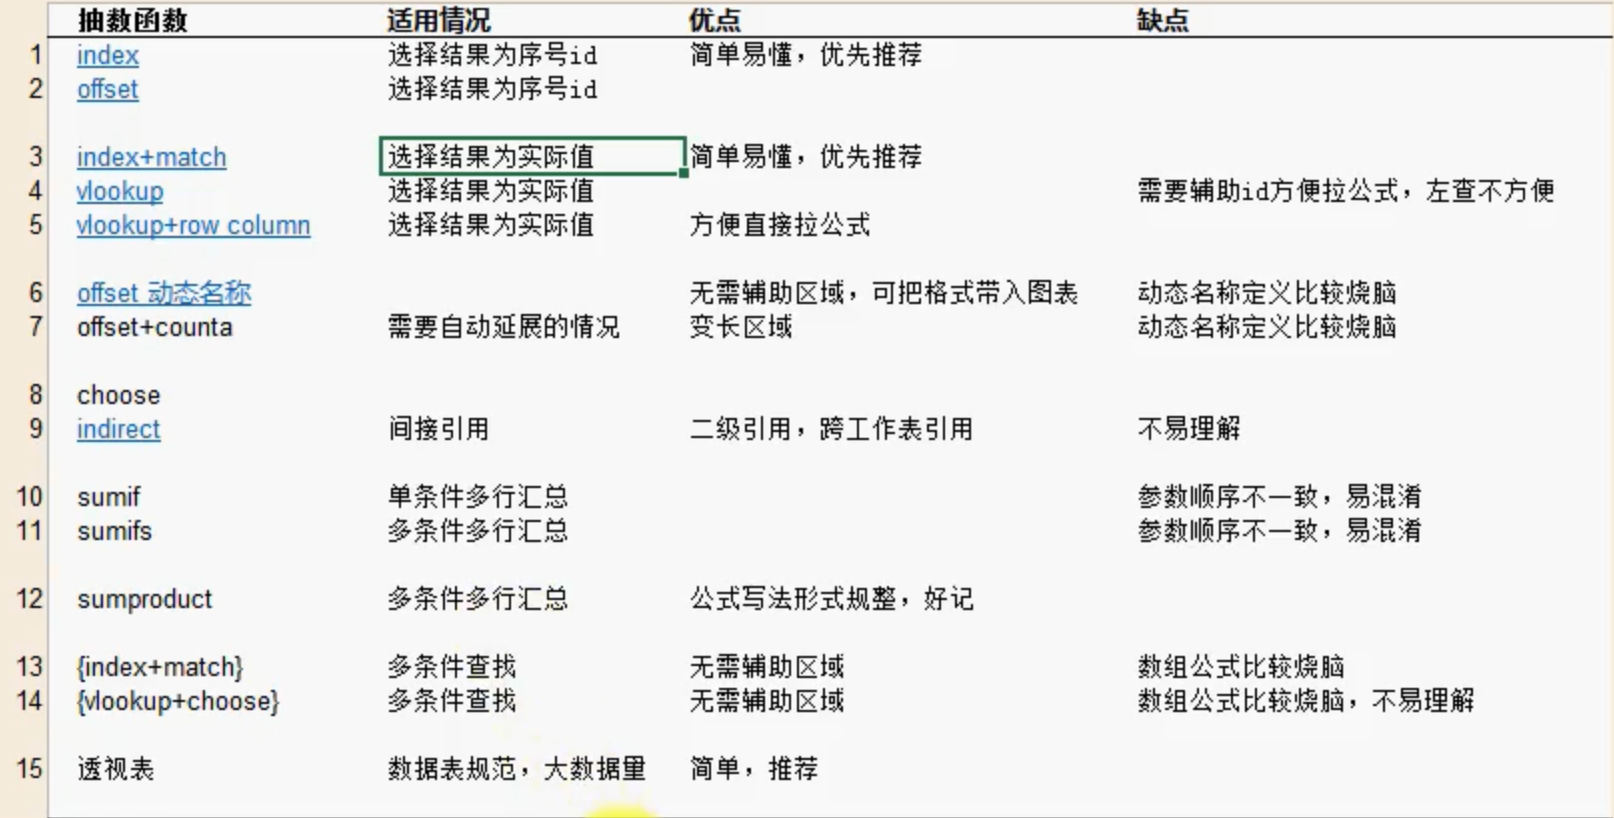 抽数函数 适用情况 优点 缺点
1 index 选择结果为序号id 简单易懂，优先推荐
2 offset 选择结果为序号id
3 index+match 选择结果为实际值 简单易懂，优先推荐
4 vlookup 选择结果为实际值 需要辅助id方便拉公式，左查不方便
5 vlookup+row column 选择结果为实际值 方便直接拉公式
6 offset 动态名称 无需辅助区域，可把格式带入图表 动态名称定义比较烧脑
7 offset+counta 需要自动延展的情况 变长区域 动态名称定义比较烧脑
8 choose
9 indirect 间接引用 二级引用，跨工作表引用 不易理解
10 sumif 单条件多行汇总 参数顺序不一致，易混淆
11 sumifs 多条件多行汇总 参数顺序不一致，易混淆
12 sumproduct 多条件多行汇总 公式写法形式规整，好记
13 {index+match} 多条件查找 无需辅助区域 数组公式比较烧脑
14 {vlookup+choose} 多条件查找 无需辅助区域 数组公式比较烧脑，不易理解
15 透视表 数据表规范，大数据量 简单，推荐